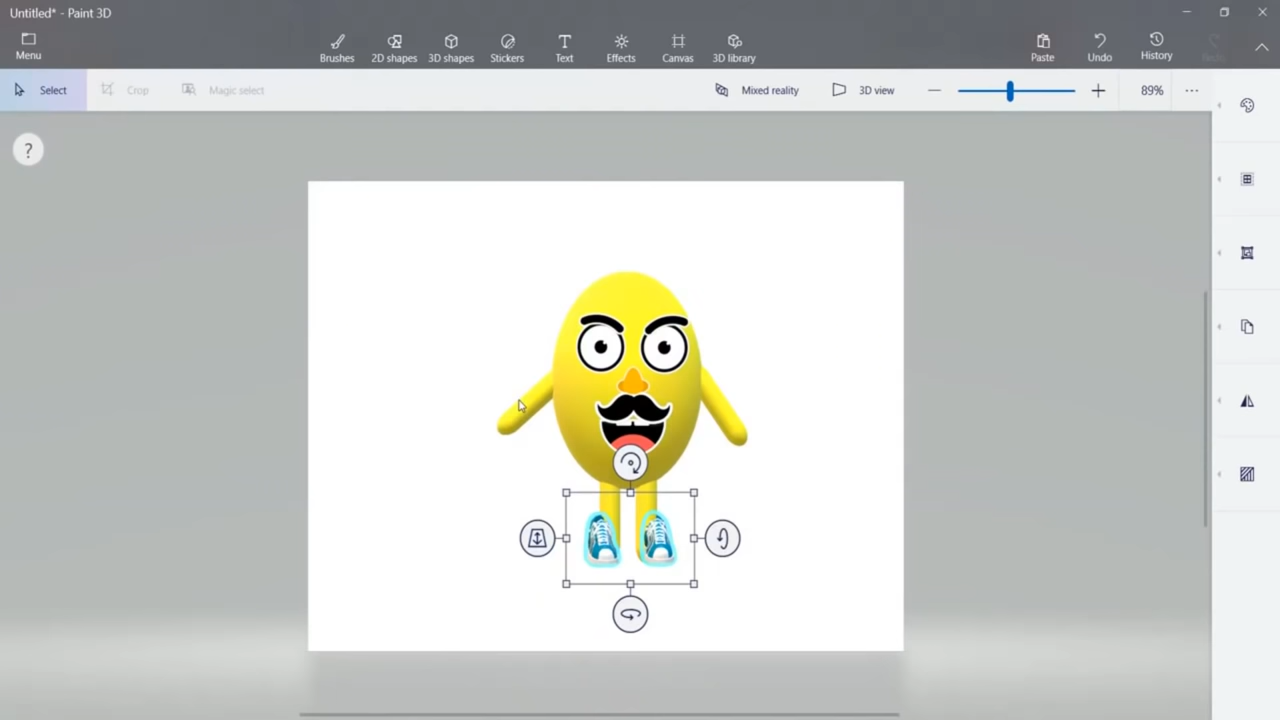 Untitled* - Paint 3D
Menu
Brushes
2D shapes
3D shapes
Stickers
Text
Effects
Canvas
3D library
Paste
Undo
History
Select
Crop
Magic select
Mixed reality
3D view
89%
?